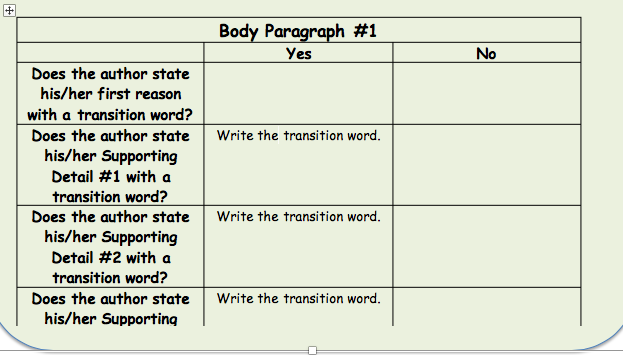 Body Paragraph #1
Yes
No
Does the author state
his/her first reason
with a transition word?
Does the author state
his/her Supporting
Detail #1 with a
transition word?
Write the transition word.
Does the author state
his/her Supporting
Detail #2 with a
transition word?
Write the transition word.
Does the author state
his/her Supporting
Write the transition word.